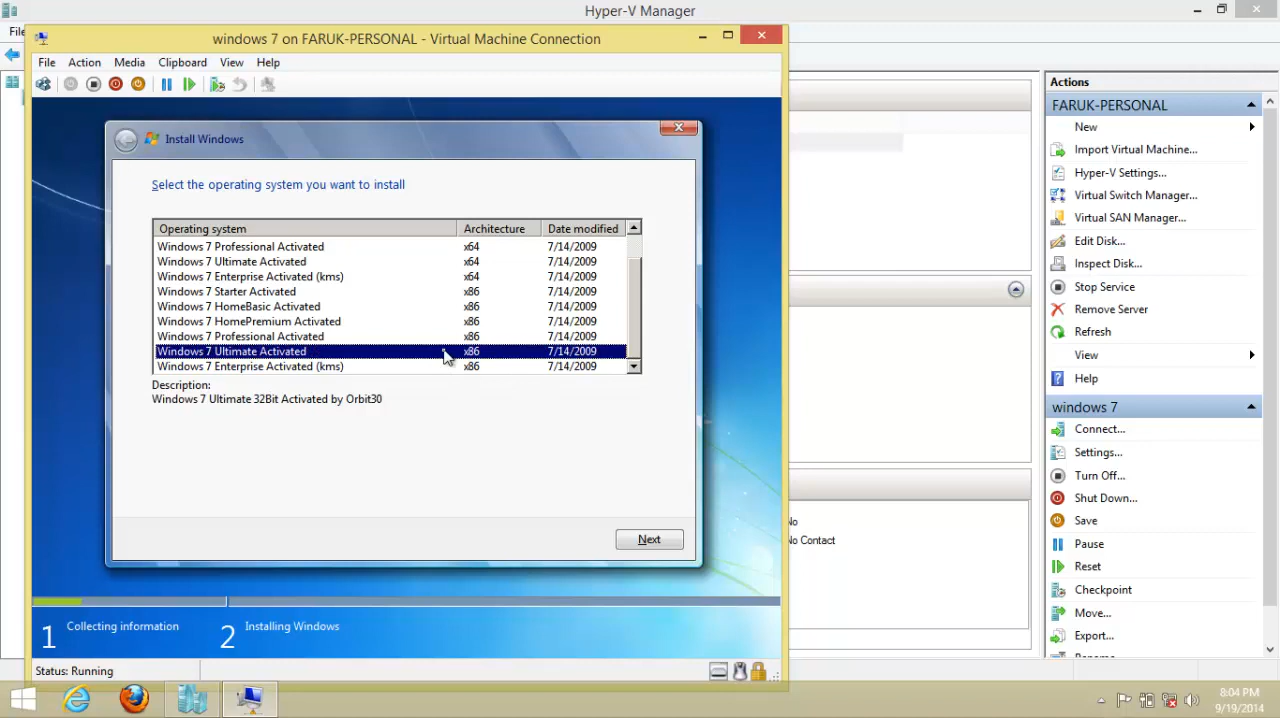 Hyper-V Manager
File
windows 7 on FARUK-PERSONAL - Virtual Machine Connection
File Action Media Clipboard View Help
Install Windows
Select the operating system you want to install
Operating system Architecture Date modified
Windows 7 Professional Activated x64 7/14/2009
Windows 7 Ultimate Activated x64 7/14/2009
Windows 7 Enterprise Activated (kms) x64 7/14/2009
Windows 7 Starter Activated x86 7/14/2009
Windows 7 HomeBasic Activated x86 7/14/2009
Windows 7 HomePremium Activated x86 7/14/2009
Windows 7 Professional Activated x86 7/14/2009
Windows 7 Ultimate Activated x86 7/14/2009
Windows 7 Enterprise Activated (kms) x86 7/14/2009
Description:
Windows 7 Ultimate 32Bit Activated by Orbit30
Next
1 Collecting information 2 Installing Windows
Status: Running
No
No Contact
Actions
FARUK-PERSONAL
New
Import Virtual Machine...
Hyper-V Settings...
Virtual Switch Manager...
Virtual SAN Manager...
Edit Disk...
Inspect Disk...
Stop Service
Remove Server
Refresh
View
Help
windows 7
Connect...
Settings...
Turn Off...
Shut Down...
Save
Pause
Reset
Checkpoint
Move...
Export...
8:04 PM
9/19/2014